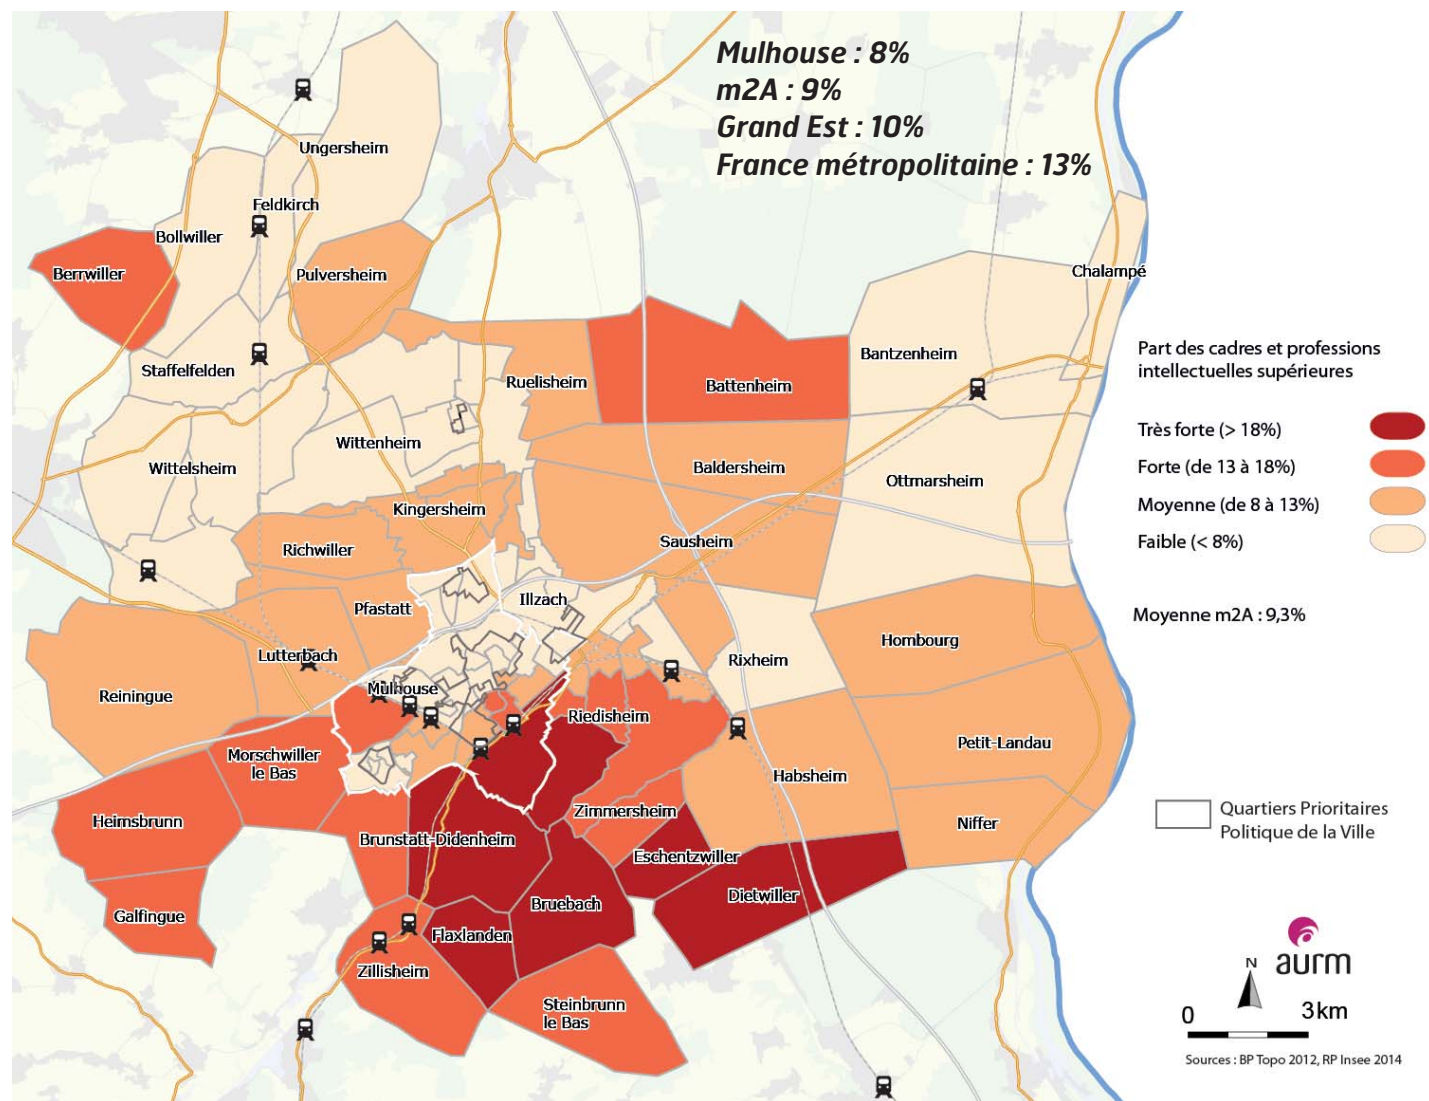 Mulhouse : 8%
m2A : 9%
Grand Est : 10%
France métropolitaine : 13%
Ungersheim
Feldkirch
Bollwiller
Berrwiller
Pulversheim
Chalampé
Staffelfelden
Ruelisheim
Battenheim
Bantzenheim
Wittenheim
Wittelsheim
Baldersheim
Ottmarsheim
Kingersheim
Richwiller
Sausheim
Pfastatt
Illzach
Hombourg
Lutterbach
Rixheim
Reiningue
Mulhouse
Riedisheim
Petit-Landau
Morschwiller
le Bas
Habsheim
Heimsbrunn
Zimmersheim
Niffer
Brunstatt-Didenheim
Eschentzwiller
Dietwiller
Galfingue
Bruebach
Flaxlanden
Zillisheim
Steinbrunn
le Bas
Part des cadres et professions
intellectuelles supérieures
Très forte (> 18%)
Forte (de 13 à 18%)
Moyenne (de 8 à 13%)
Faible (< 8%)
Moyenne m2A : 9,3%
Quartiers Prioritaires
Politique de la Ville
aurm
N
0 3km
Sources : BP Topo 2012, RP Insee 2014